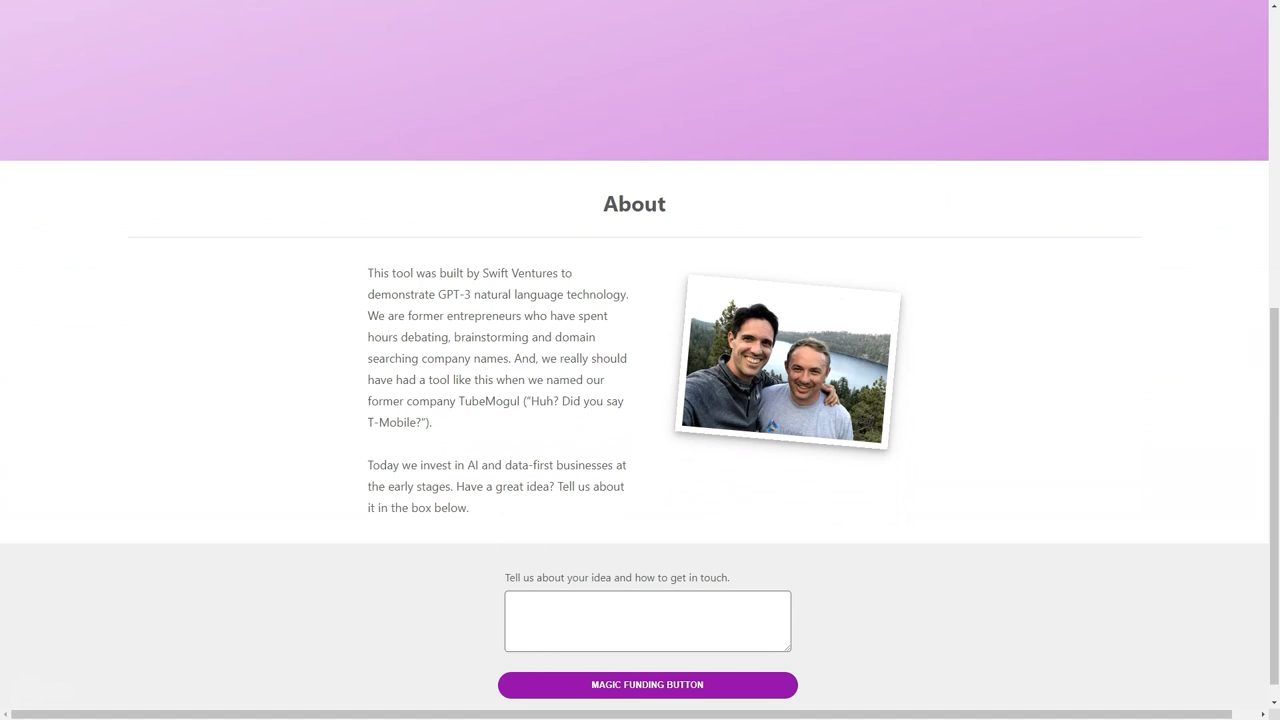 About
This tool was built by Swift Ventures to
demonstrate GPT-3 natural language technology.
We are former entrepreneurs who have spent
hours debating, brainstorming and domain
searching company names. And, we really should
have had a tool like this when we named our
former company TubeMogul ("Huh? Did you say
T-Mobile?").
Today we invest in AI and data-first businesses at
the early stages. Have a great idea? Tell us about
it in the box below.
Tell us about your idea and how to get in touch.
MAGIC FUNDING BUTTON